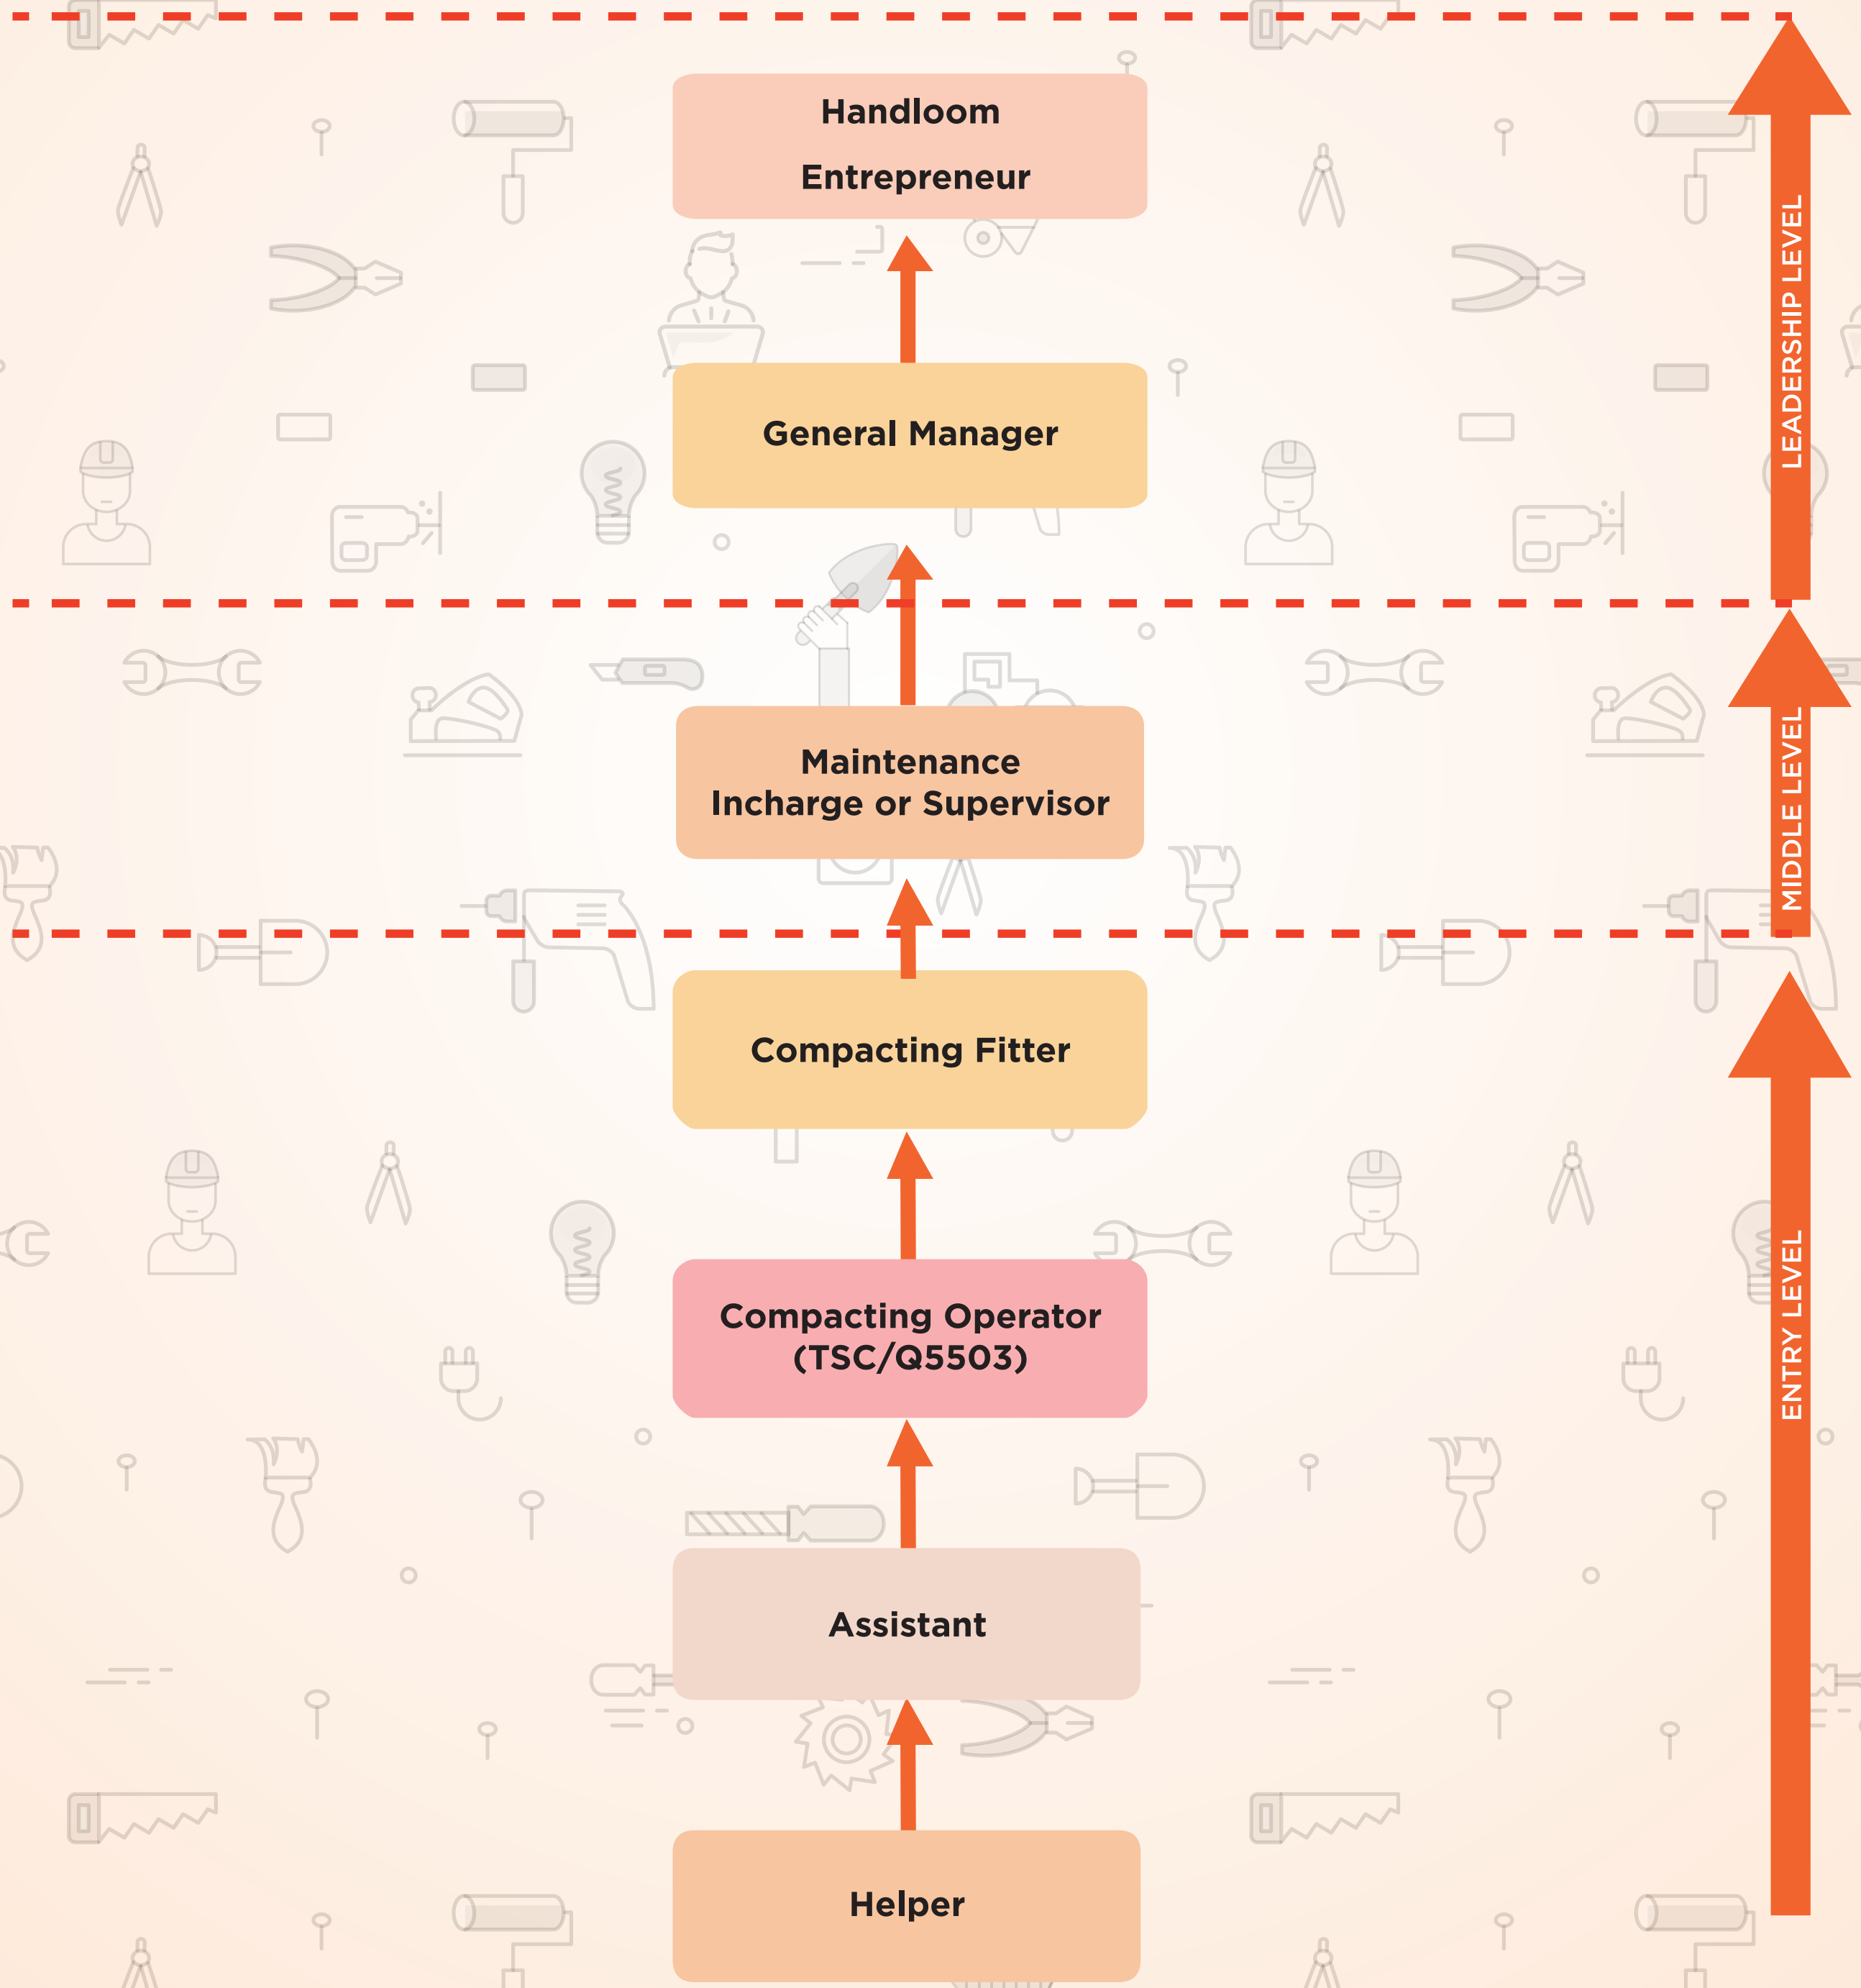 Handloom
Entrepreneur
General Manager
LEADERSHIP LEVEL
Maintenance
Incharge or Supervisor
MIDDLE LEVEL
Compacting Fitter
Compacting Operator
(TSC/Q5503)
ENTRY LEVEL
Assistant
Helper